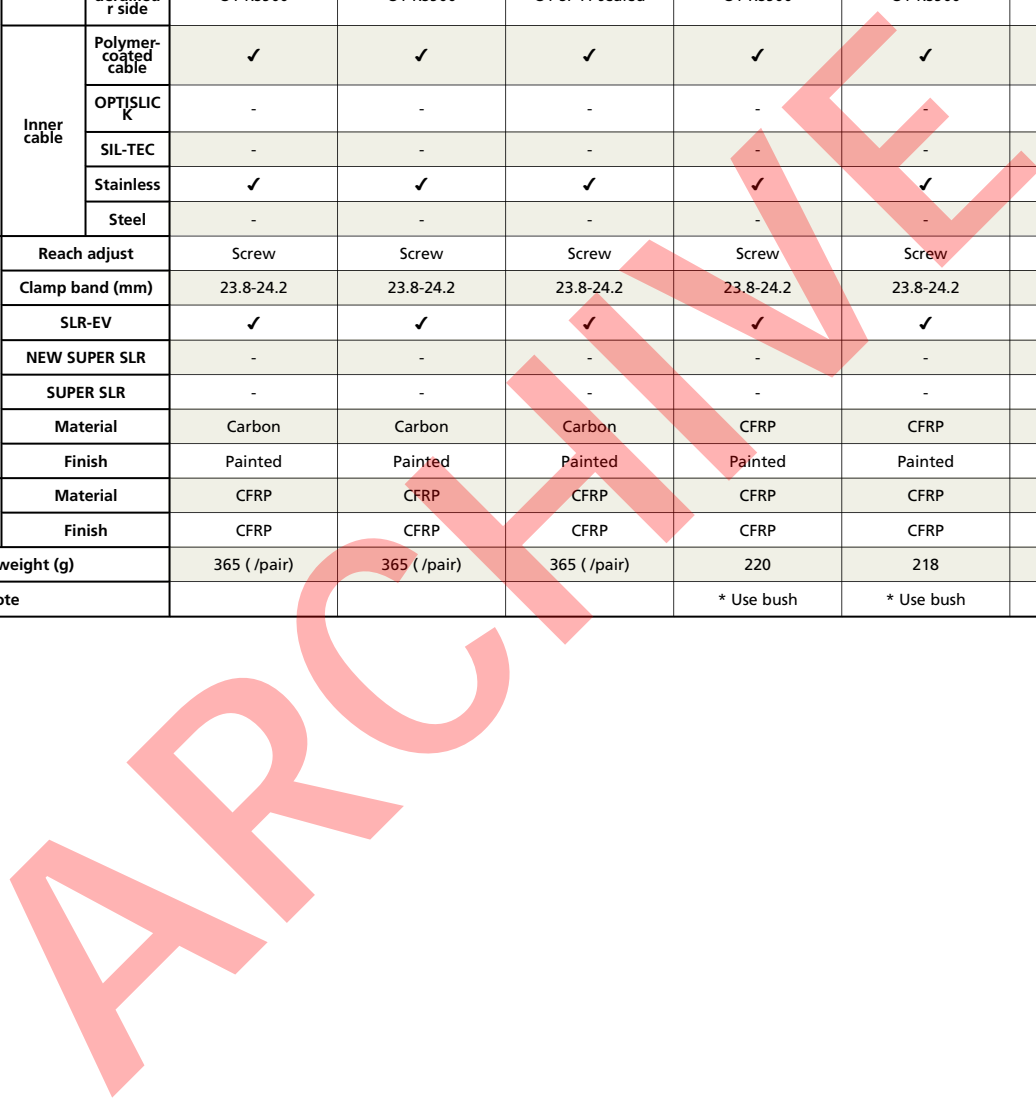 r side
Polymer-
coated
cable
✓ ✓ ✓ ✓ ✓
Inner
cable
OPTISLIC
K
- - - - -
SIL-TEC - - - - -
Stainless ✓ ✓ ✓ ✓ ✓
Steel - - - - -
Reach adjust Screw Screw Screw Screw Screw
Clamp band (mm) 23.8-24.2 23.8-24.2 23.8-24.2 23.8-24.2 23.8-24.2
SLR-EV ✓ ✓ ✓ ✓ ✓
NEW SUPER SLR - - - - -
SUPER SLR - - - - -
Material Carbon Carbon Carbon CFRP CFRP
Finish Painted Painted Painted Painted Painted
Material CFRP CFRP CFRP CFRP CFRP
Finish CFRP CFRP CFRP CFRP CFRP
weight (g) 365 ( /pair) 365 ( /pair) 365 ( /pair) 220 218
* Use bush * Use bush
ARCHIVE